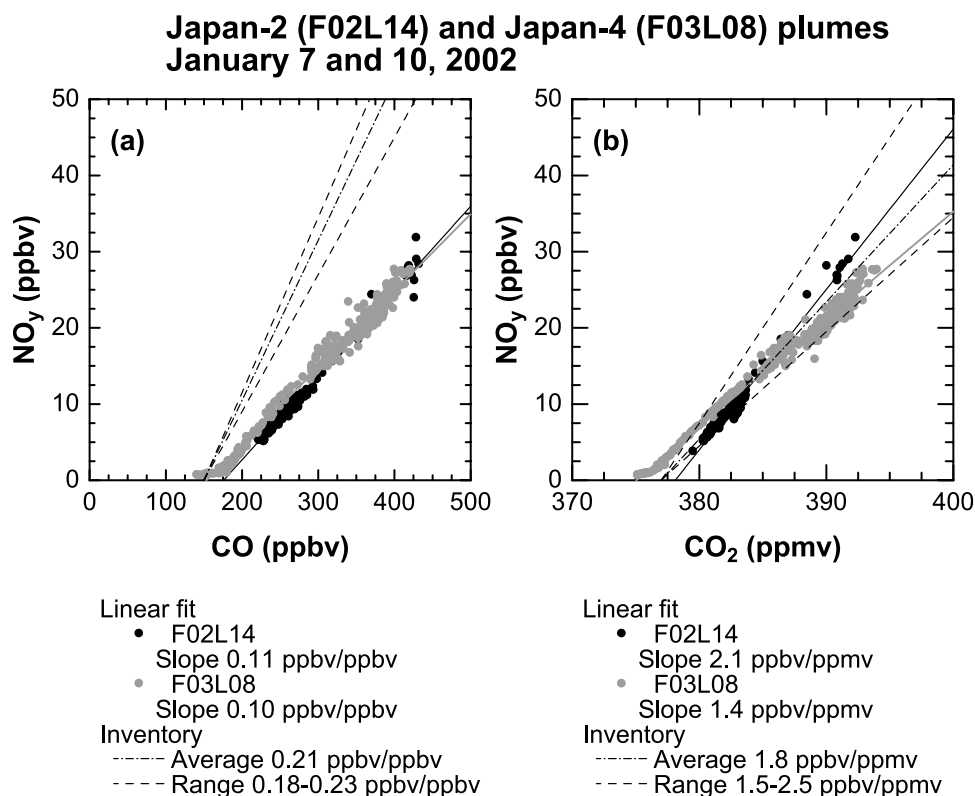 Japan-2 (F02L14) and Japan-4 (F03L08) plumes
January 7 and 10, 2002
(a)
50
40
30
20
10
0
NOy (ppbv)
0 100 200 300 400 500
CO (ppbv)
(b)
50
40
30
20
10
0
NOy (ppbv)
370 380 390 400
CO2 (ppmv)
Linear fit
F02L14
Slope 0.11 ppbv/ppbv
F03L08
Slope 0.10 ppbv/ppbv
Inventory
Average 0.21 ppbv/ppbv
Range 0.18-0.23 ppbv/ppbv
Linear fit
F02L14
Slope 2.1 ppbv/ppmv
F03L08
Slope 1.4 ppbv/ppmv
Inventory
Average 1.8 ppbv/ppmv
Range 1.5-2.5 ppbv/ppmv